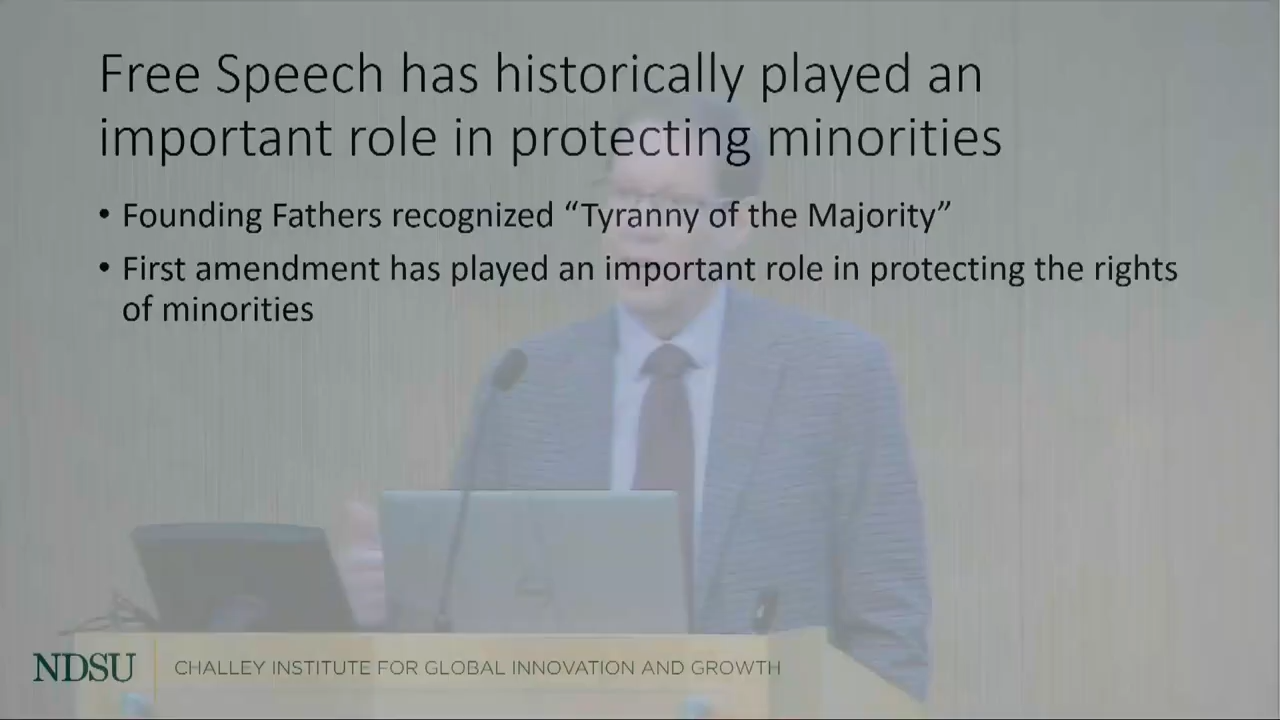 Free Speech has historically played an
important role in protecting minorities
• Founding Fathers recognized “Tyranny of the Majority”
• First amendment has played an important role in protecting the rights
of minorities
NDSU CHALLEY INSTITUTE FOR GLOBAL INNOVATION AND GROWTH